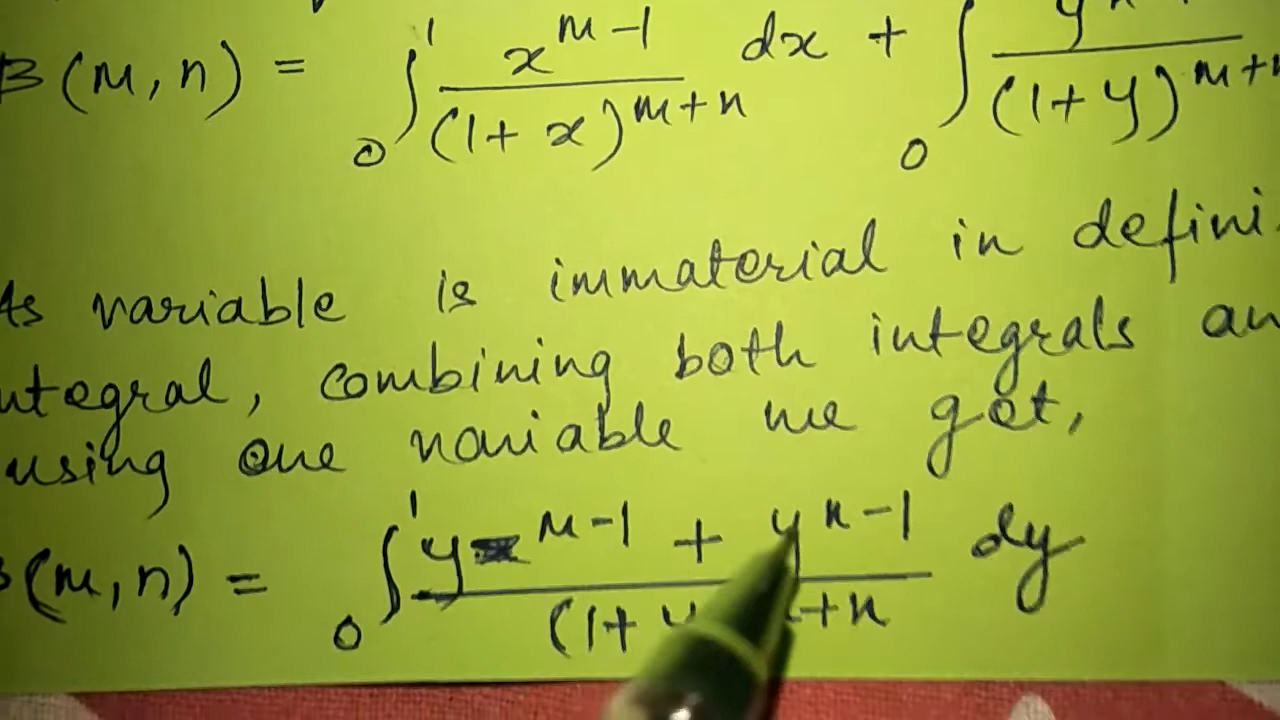 β(m, n) = ∫₀¹ x^{m-1} / (1+x)^{m+n} dx + ∫₀ y / (1+y)^{m+n}
As variable is immaterial in defini
ntegral, combining both integrals an
using one variable we get,
β(m, n) = ∫₀¹ y^{m-1} + y^{n-1} / (1+y +n dy